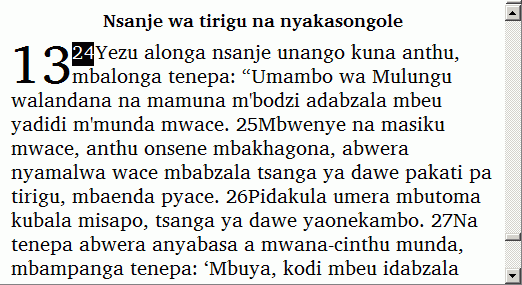 Nsanje wa tirigu na nyakasongole
13 24Yezu alonga nsanje unango kuna anthu,
mbalonga tenepa: “Umambo wa Mulungu
walandana na mamuna m'bodzi adabzala mbeu
yadidi m'munda mwace. 25Mbwenye na masiku
mwace, anthu onsene mbakhagona, abwera
nyamalwa wace mbabzala tsanga ya dawe pakati pa
tirigu, mbaenda pyace. 26Pidakula umera mbutoma
kubala misapo, tsanga ya dawe yaonekambo. 27Na
tenepa abwera anyabasa a mwana-cinthu munda,
mbampanga tenepa: ‘Mbuya, kodi mbeu idabzala